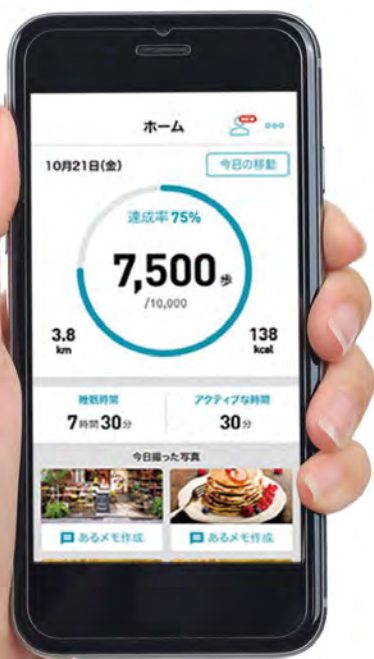 ホーム
10月21日(金)
今日の移動
達成率 75%
7,500 歩
/10,000
3.8
km
138
kcal
睡眠時間
アクティブな時間
7時間30分
30分
今日撮った写真
あるメモ作成
あるメモ作成